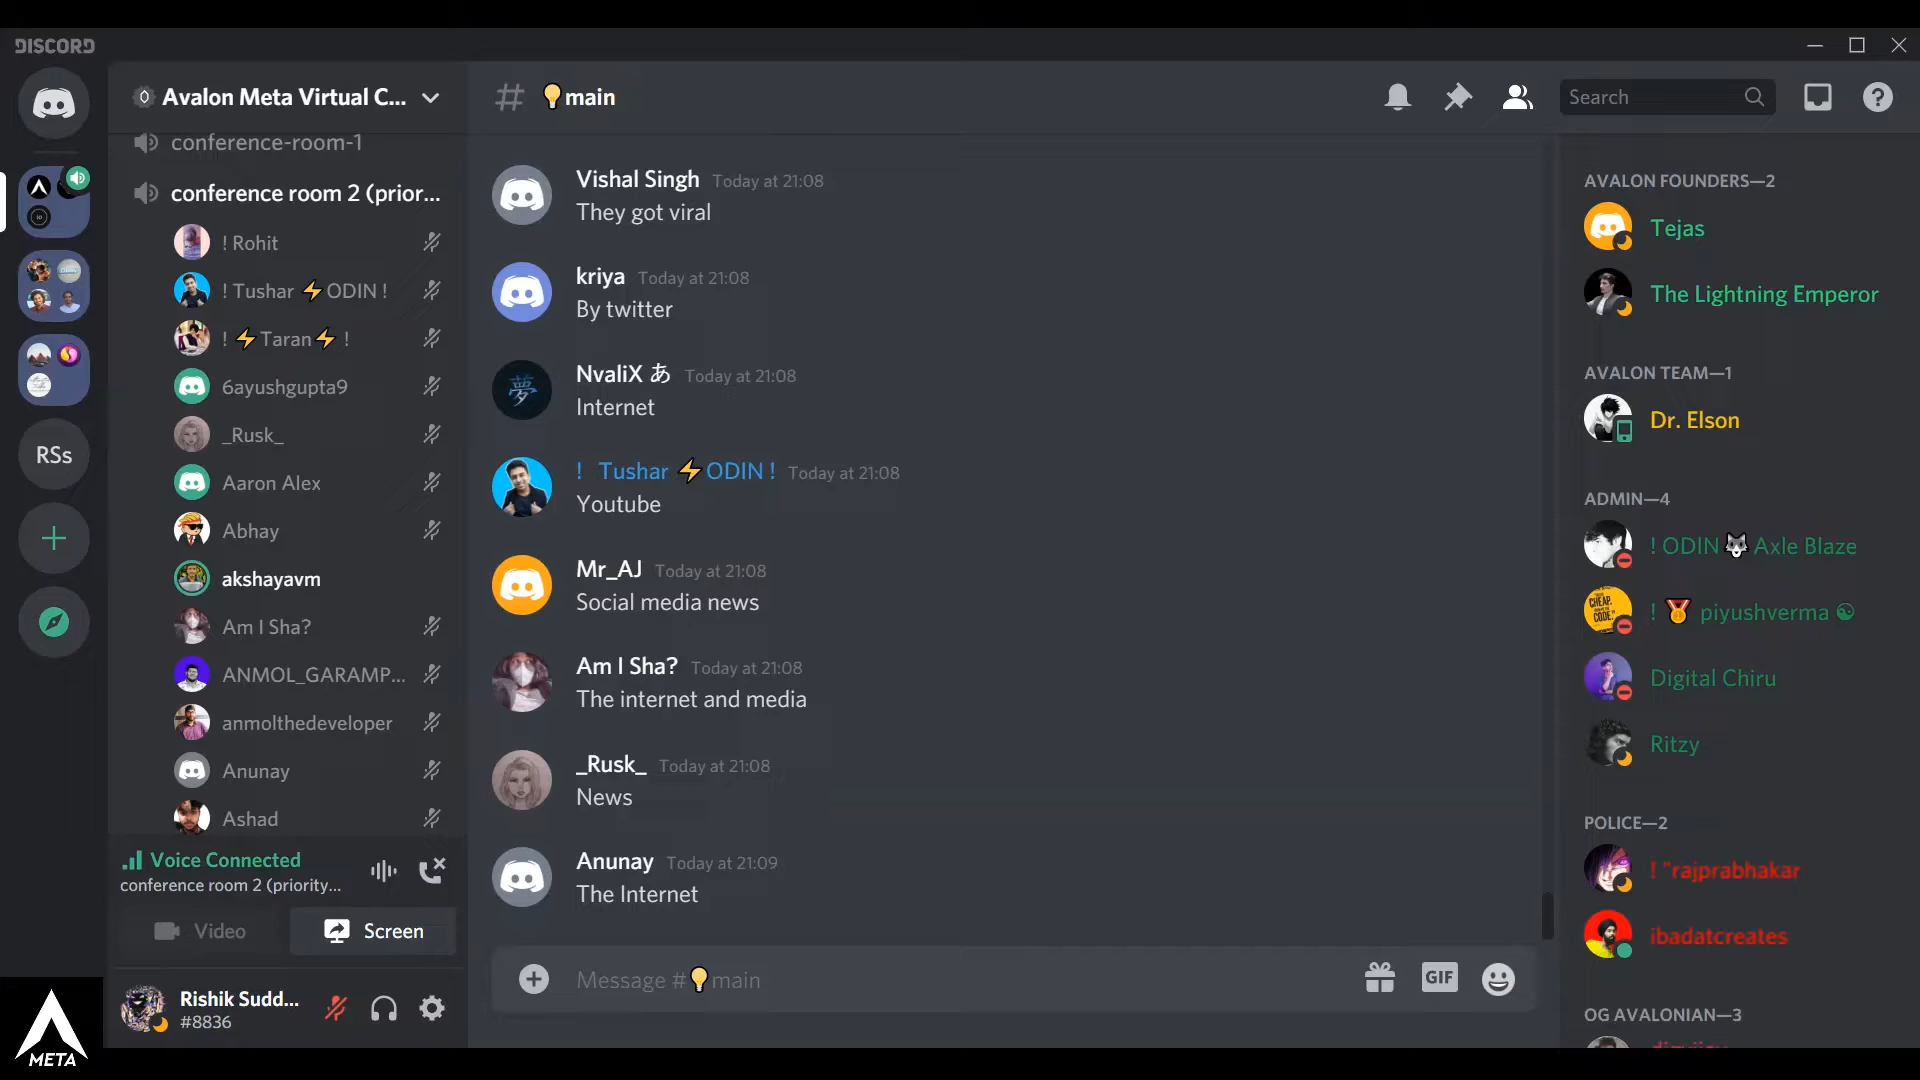 DISCORD
Avalon Meta Virtual C...
conference-room-1
conference room 2 (prior...
! Rohit
! Tushar ⚡ODIN !
! ⚡Taran⚡ !
6ayushgupta9
_Rusk_
Aaron Alex
Abhay
akshayavm
Am I Sha?
ANMOL_GARAMP...
anmolthedeveloper
Anunay
Ashad
RSs
Voice Connected
conference room 2 (priority...
Video
Screen
Rishik Sudd...
#8836
META
# 💡main
Search
Vishal Singh Today at 21:08
They got viral
kriya Today at 21:08
By twitter
NvaliX あ Today at 21:08
Internet
夢
! Tushar ⚡ODIN ! Today at 21:08
Youtube
Mr_AJ Today at 21:08
Social media news
Am I Sha? Today at 21:08
The internet and media
_Rusk_ Today at 21:08
News
Anunay Today at 21:09
The Internet
Message #💡main
GIF
AVALON FOUNDERS—2
Tejas
The Lightning Emperor
AVALON TEAM—1
Dr. Elson
ADMIN—4
! ODIN🐺Axle Blaze
! 🏅 piyushverma ☯
CHEAP.
CODE.
Digital Chiru
Ritzy
POLICE—2
! "rajprabhakar
ibadatcreates
OG AVALONIAN—3